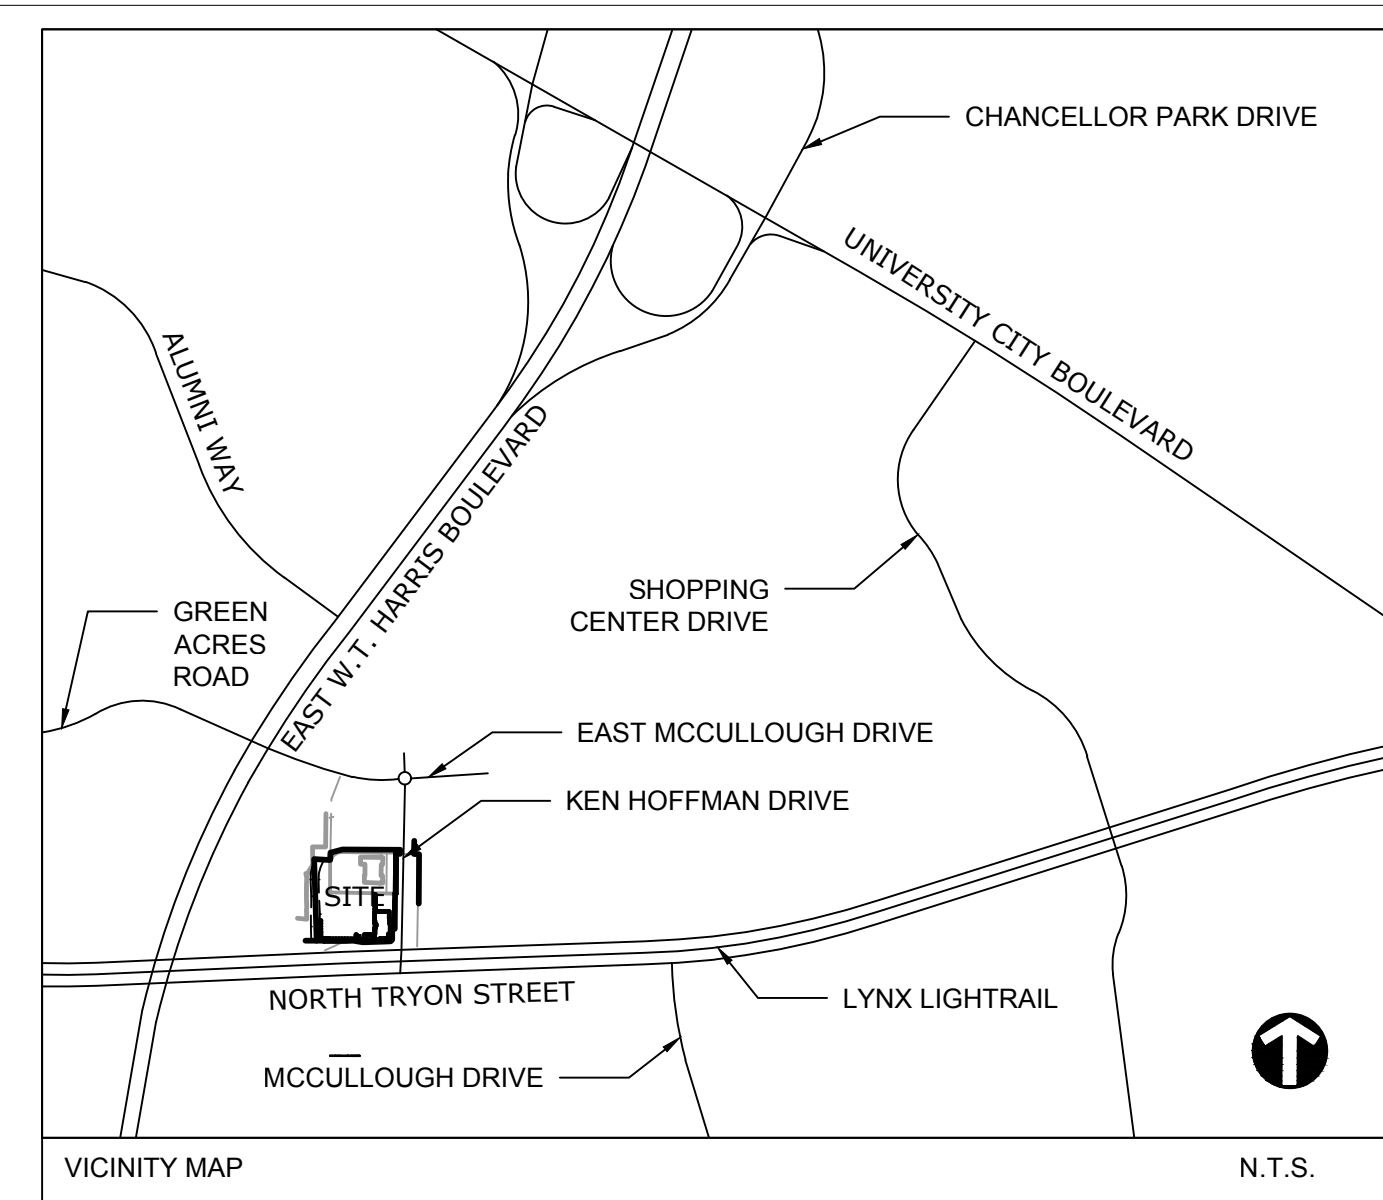 CHANCELLOR PARK DRIVE
UNIVERSITY CITY BOULEVARD
ALUMNI WAY
EAST W.T. HARRIS BOULEVARD
SHOPPING
CENTER DRIVE
GREEN
ACRES
ROAD
EAST MCCULLOUGH DRIVE
KEN HOFFMAN DRIVE
SITE
NORTH TRYON STREET
LYNX LIGHTRAIL
MCCULLOUGH DRIVE
VICINITY MAP
N.T.S.